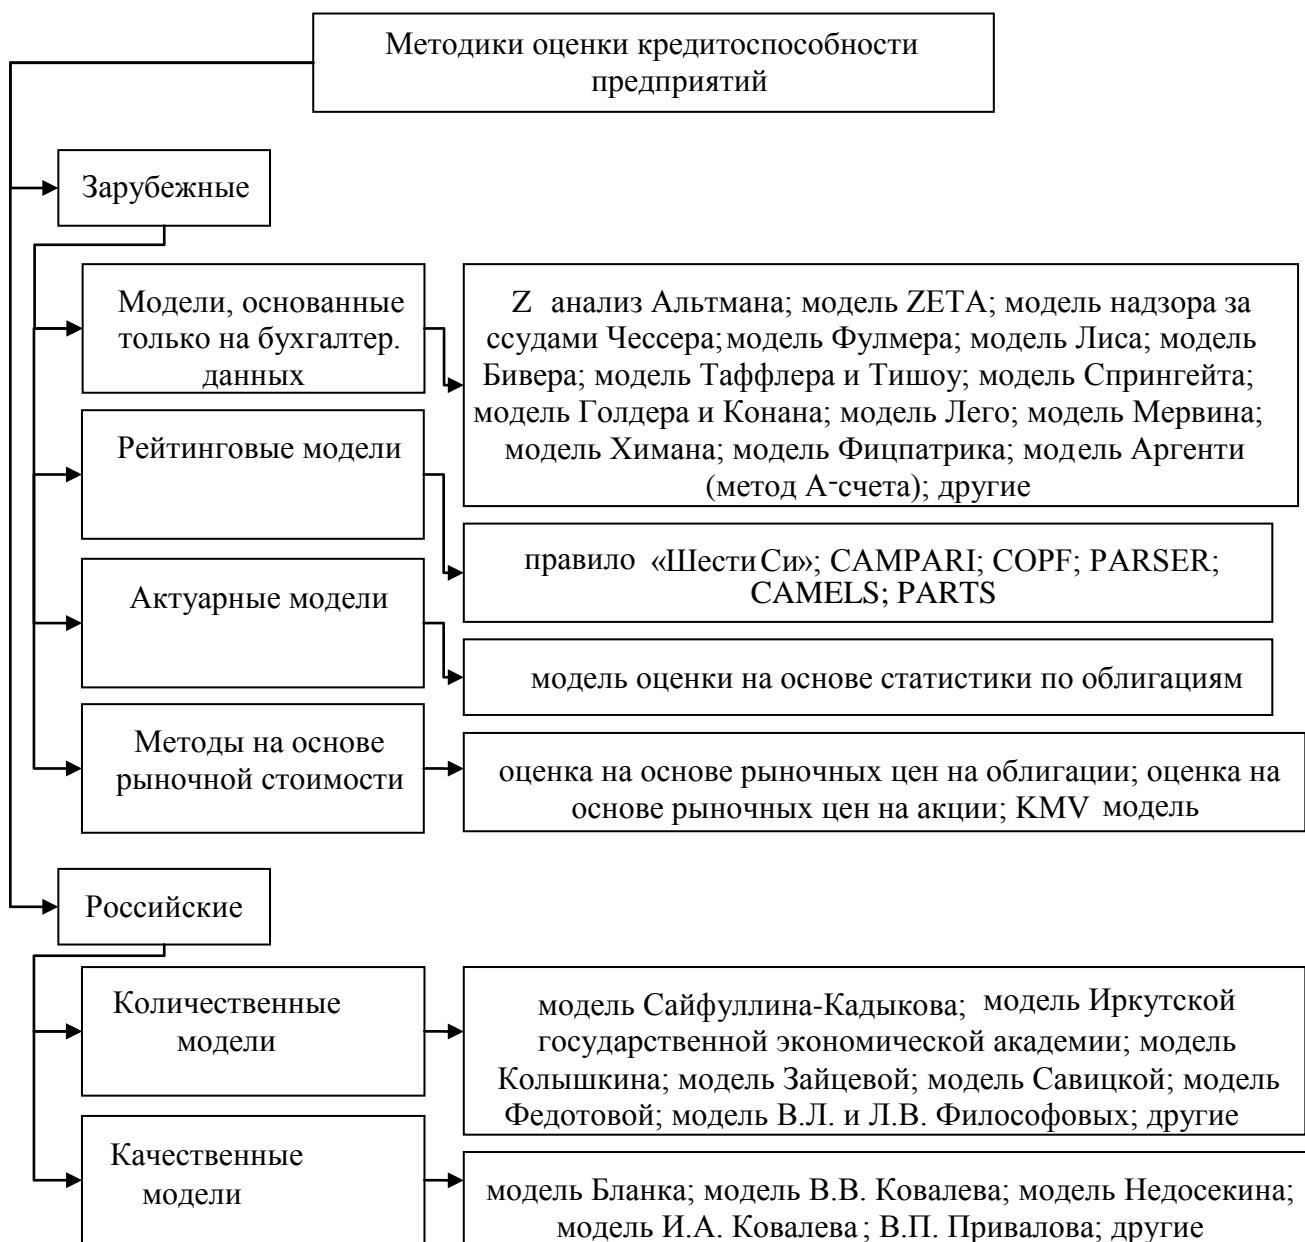 Методики оценки кредитоспособности
предприятий
Зарубежные
Модели, основанные
только на бухгалтер.
данных
Z анализ Альтмана; модель ZETA; модель надзора за
ссудами Чессера; модель Фулмера; модель Лиса; модель
Бивера; модель Таффлера и Тишоу; модель Спрингейта;
модель Голдера и Конана; модель Лего; модель Мервина;
модель Химана; модель Фицпатрика; модель Аргенти
(метод А-счета); другие
Рейтинговые модели
правило «Шести Си»; CAMPARI; COPF; PARSER;
CAMELS; PARTS
Актуарные модели
модель оценки на основе статистики по облигациям
Методы на основе
рыночной стоимости
оценка на основе рыночных цен на облигации; оценка на
основе рыночных цен на акции; KMV модель
Российские
Количественные
модели
модель Сайфуллина-Кадыкова; модель Иркутской
государственной экономической академии; модель
Колышкина; модель Зайцевой; модель Савицкой; модель
Федотовой; модель В.Л. и Л.В. Философовых; другие
Качественные
модели
модель Бланка; модель В.В. Ковалева; модель Недосекина;
модель И.А. Ковалева; В.П. Привалова; другие